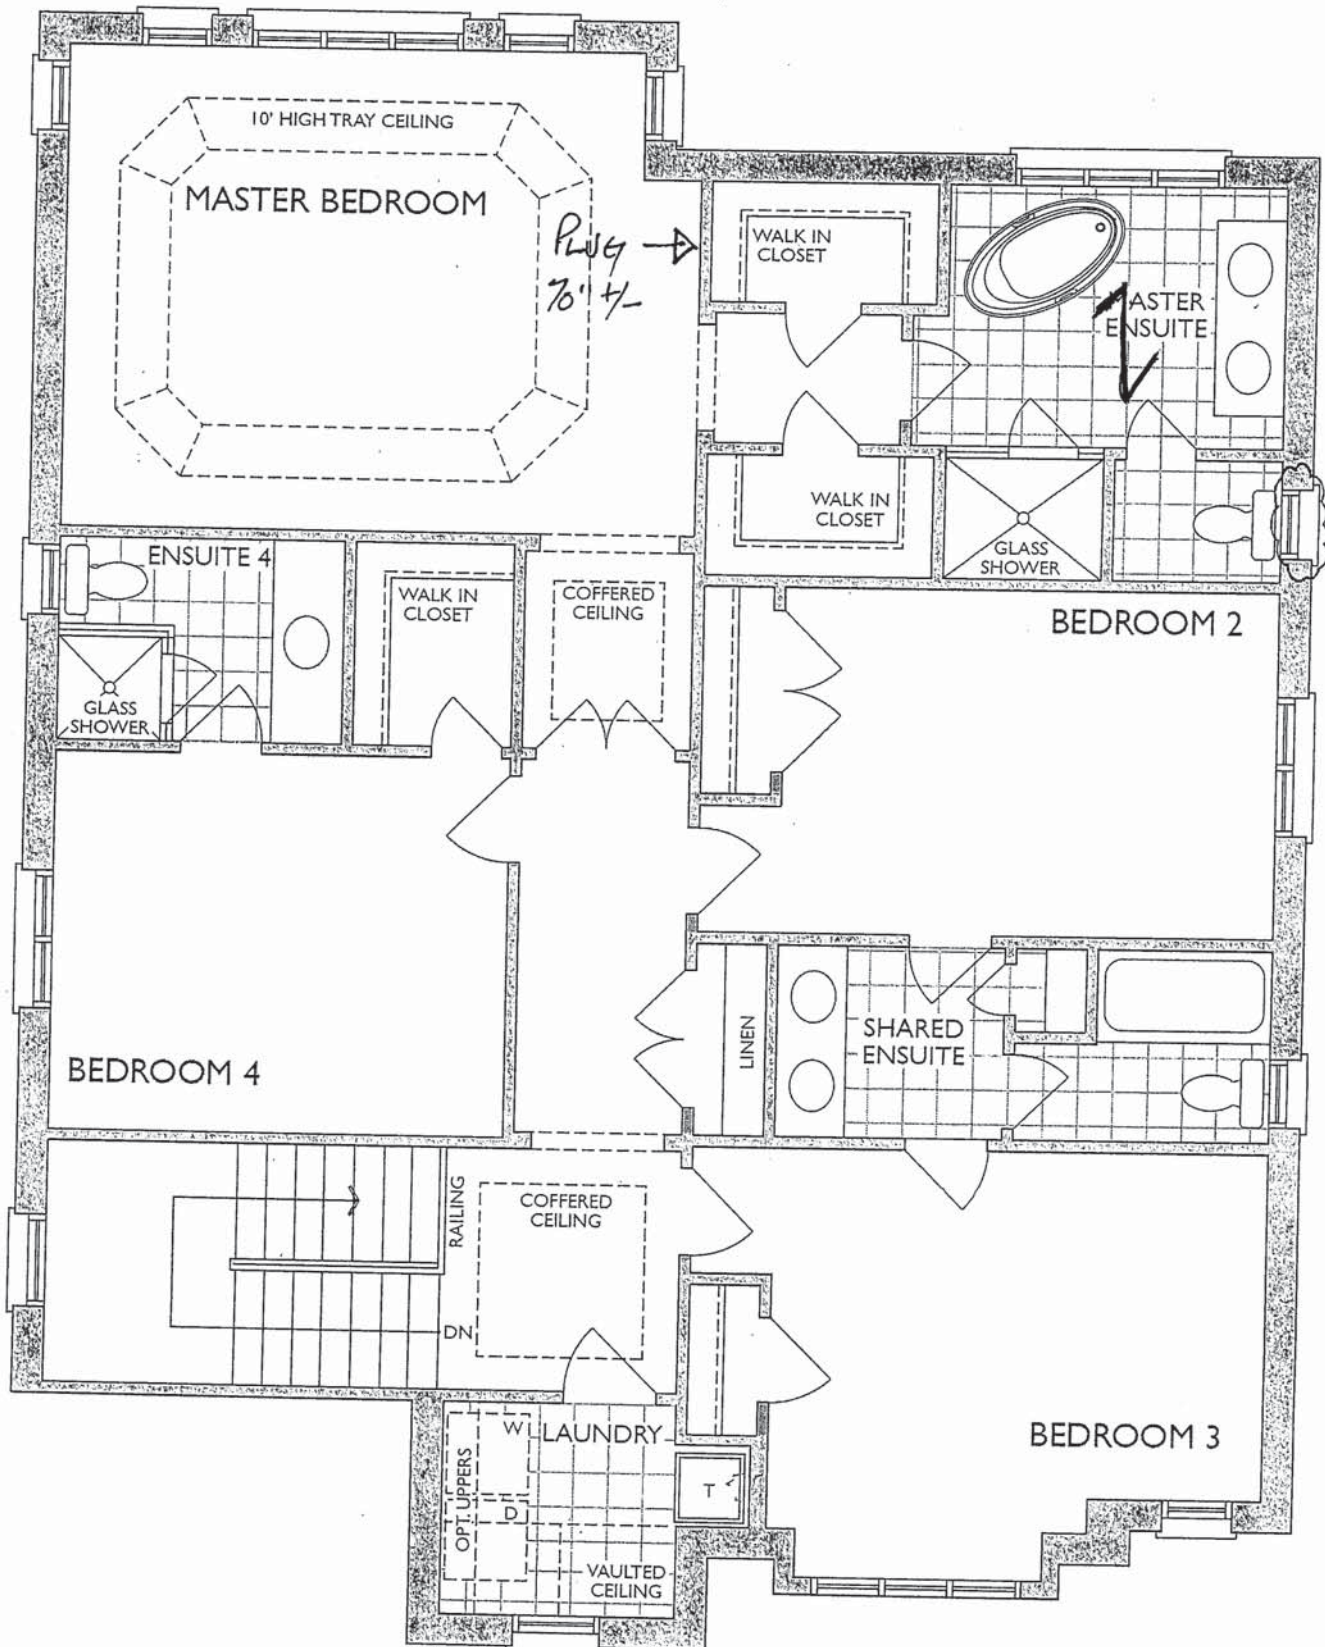 10' HIGH TRAY CEILING
MASTER BEDROOM
PLUG
70" +/-
WALK IN
CLOSET
ASTER
ENSUITE
WALK IN
CLOSET
GLASS
SHOWER
ENSUITE 4
WALK IN
CLOSET
COFFERED
CEILING
BEDROOM 2
GLASS
SHOWER
BEDROOM 4
LINEN
SHARED
ENSUITE
RAILING
COFFERED
CEILING
DN
W
LAUNDRY
OPT. UPPERS
D
T
VAULTED
CEILING
BEDROOM 3